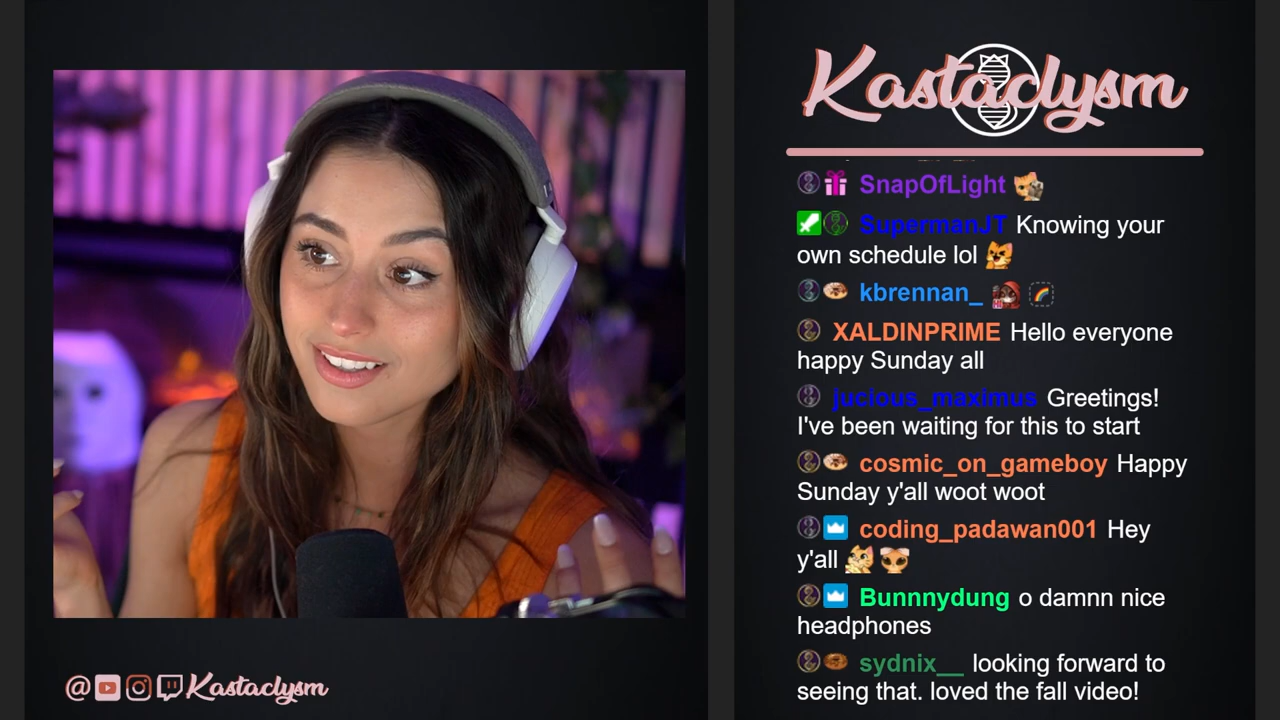 Kastaclysm
SnapOfLight
SupermanJT Knowing your
own schedule lol
kbrennan_
XALDINPRIME Hello everyone
happy Sunday all
jucious_maximus Greetings!
I've been waiting for this to start
cosmic_on_gameboy Happy
Sunday y'all woot woot
coding_padawan001 Hey
y'all
Bunnnydung o damnn nice
headphones
sydnix__ looking forward to
seeing that. loved the fall video!
@ Kastaclysm